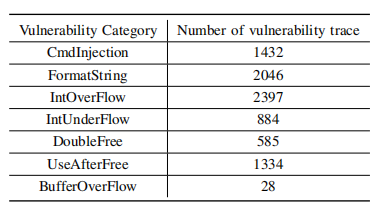 Vulnerability Category Number of vulnerability trace
CmdInjection 1432
FormatString 2046
IntOverFlow 2397
IntUnderFlow 884
DoubleFree 585
UseAfterFree 1334
BufferOverFlow 28